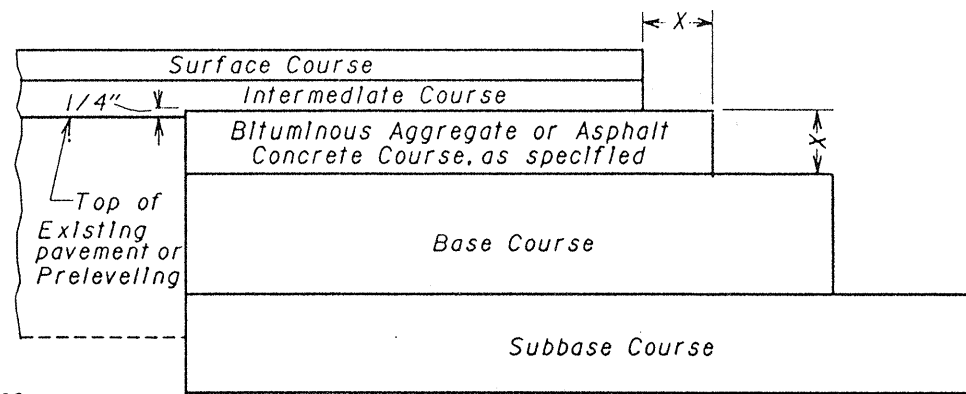 X
Surface Course
Intermediate Course
1/4"
Bituminous Aggregate or Asphalt
Concrete Course, as specified
X
Top of
Existing
pavement or
Preleveling
Base Course
Subbase Course